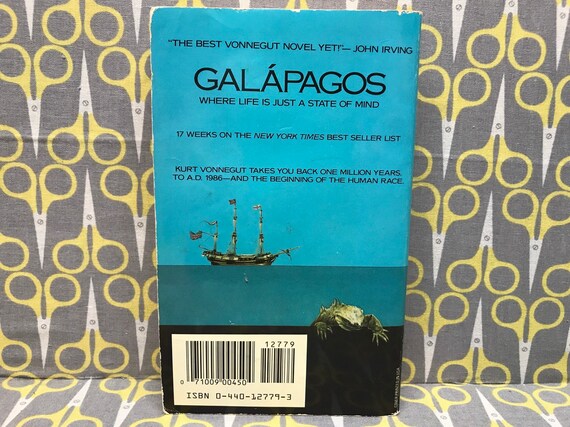 "THE BEST VONNEGUT NOVEL YET!"— JOHN IRVING
GALÁPAGOS
WHERE LIFE IS JUST A STATE OF MIND
17 WEEKS ON THE NEW YORK TIMES BEST SELLER LIST
KURT VONNEGUT TAKES YOU BACK ONE MILLION YEARS.
TO A.D. 1986—AND THE BEGINNING OF THE HUMAN RACE.
12779
0 71009 00450
ISBN 0-440-12779-3